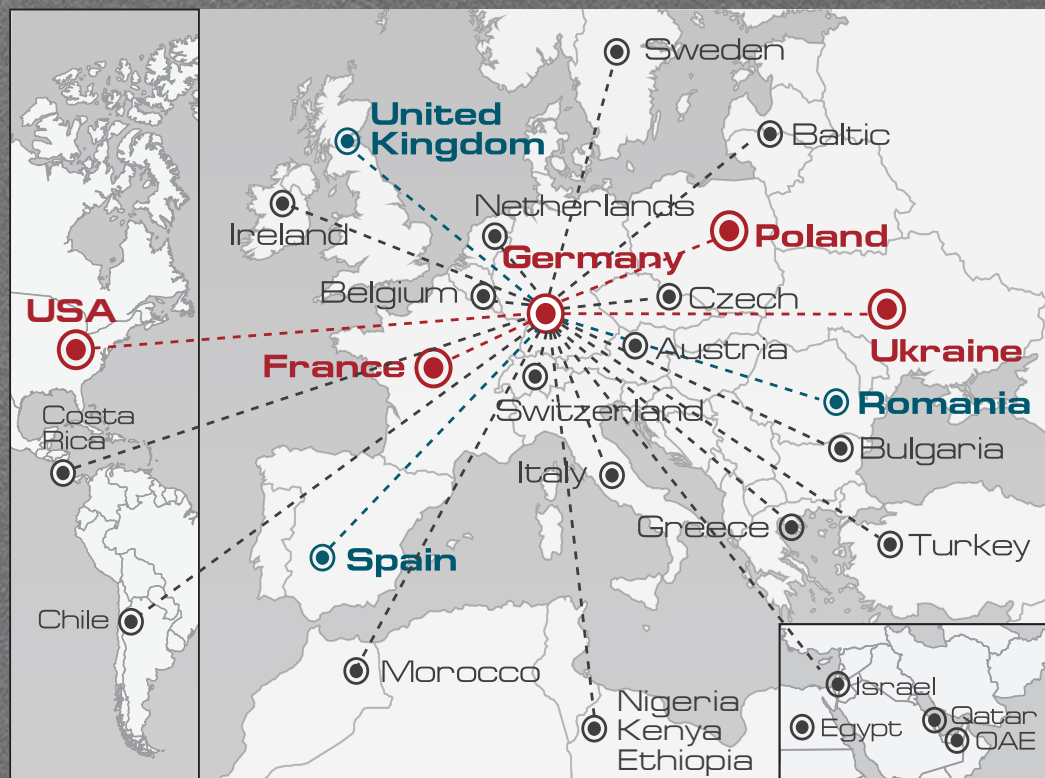 Sweden
United
Kingdom
Baltic
Netherlands
Ireland
Poland
Germany
Belgium
Czech
USA
Austria
Ukraine
France
Switzerland
Romania
Costa
Rica
Bulgaria
Italy
Greece
Turkey
Spain
Chile
Morocco
Israel
Nigeria
Kenya
Ethiopia
Egypt
Qatar
OAE